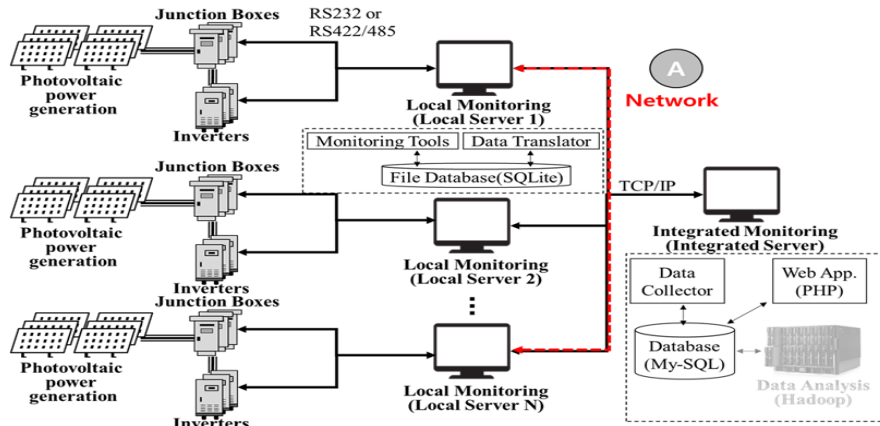 Junction Boxes
RS232 or
RS422/485
A
Network
Photovoltaic
power
generation
Inverters
Local Monitoring
(Local Server 1)
Monitoring Tools
Data Translator
File Database(SQLite)
Junction Boxes
TCP/IP
Photovoltaic
power
generation
Inverters
Local Monitoring
(Local Server 2)
Integrated Monitoring
(Integrated Server)
Data
Collector
Web App.
(PHP)
Database
(My-SQL)
Data Analysis
(Hadoop)
Junction Boxes
Photovoltaic
power
generation
Inverters
Local Monitoring
(Local Server N)